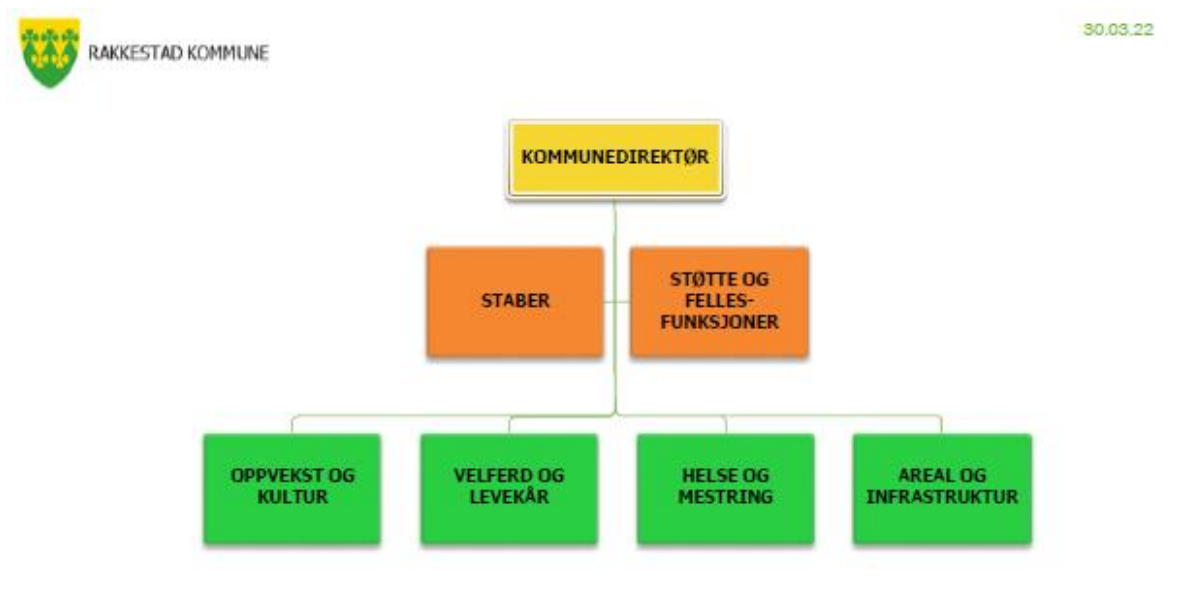 30.03.22
RAKKESTAD KOMMUNE
KOMMUNEDIREKTØR
STABER
STØTTE OG
FELLES-
FUNKSJONER
OPPVEKST OG
KULTUR
VELFERD OG
LEVEKÅR
HELSE OG
MESTRING
AREAL OG
INFRASTRUKTUR